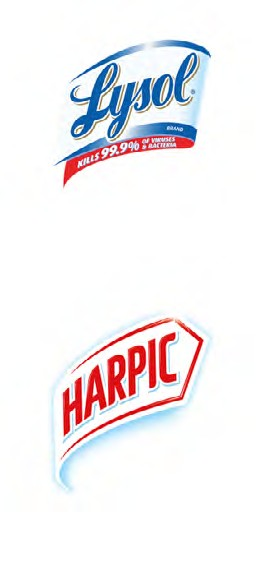 Lysol®
BRAND
KILLS 99.9% OF VIRUSES
& BACTERIA
HARPIC